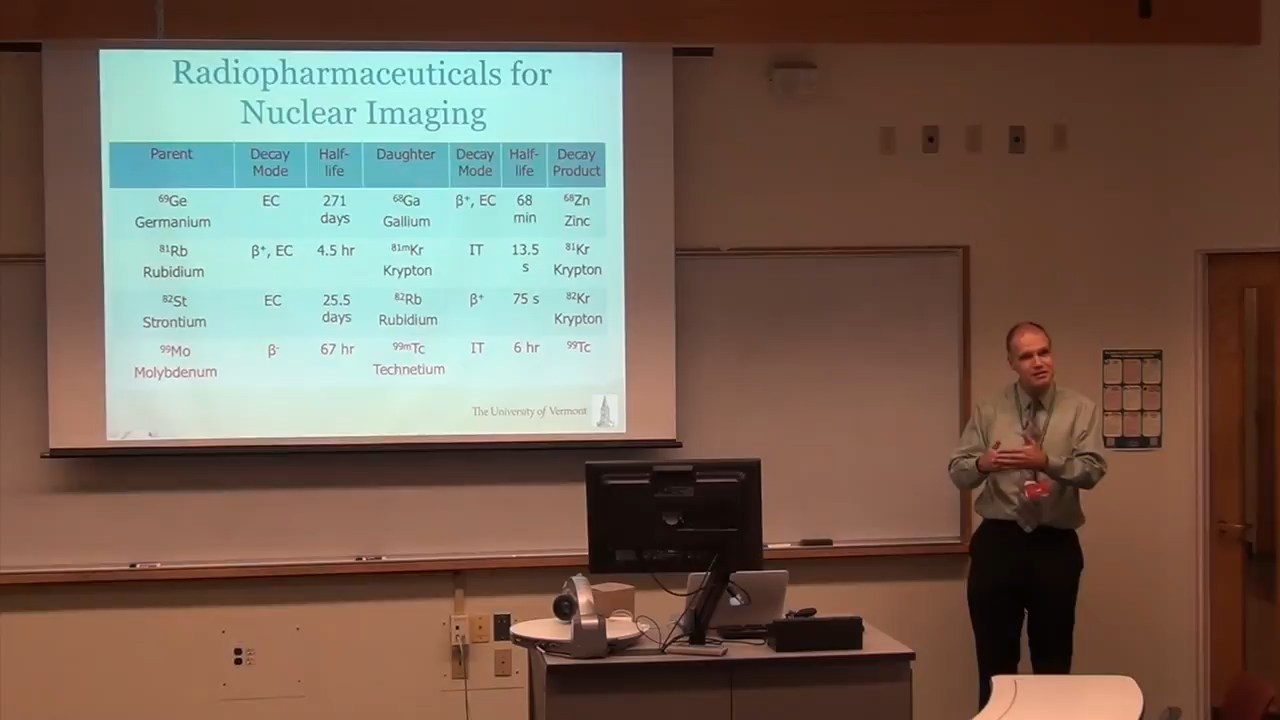 Radiopharmaceuticals for
Nuclear Imaging
Parent Decay Mode Half-life Daughter Decay Mode Half-life Decay Product
⁶⁹Ge Germanium EC 271 days ⁶⁸Ga Gallium β⁺, EC 68 min ⁶⁸Zn Zinc
⁸¹Rb Rubidium β⁺, EC 4.5 hr ⁸¹ᵐKr Krypton IT 13.5 s ⁸¹Kr Krypton
⁸²St Strontium EC 25.5 days ⁸²Rb Rubidium β⁺ 75 s ⁸²Kr Krypton
⁹⁹Mo Molybdenum β⁻ 67 hr ⁹⁹ᵐTc Technetium IT 6 hr ⁹⁹Tc
The University of Vermont